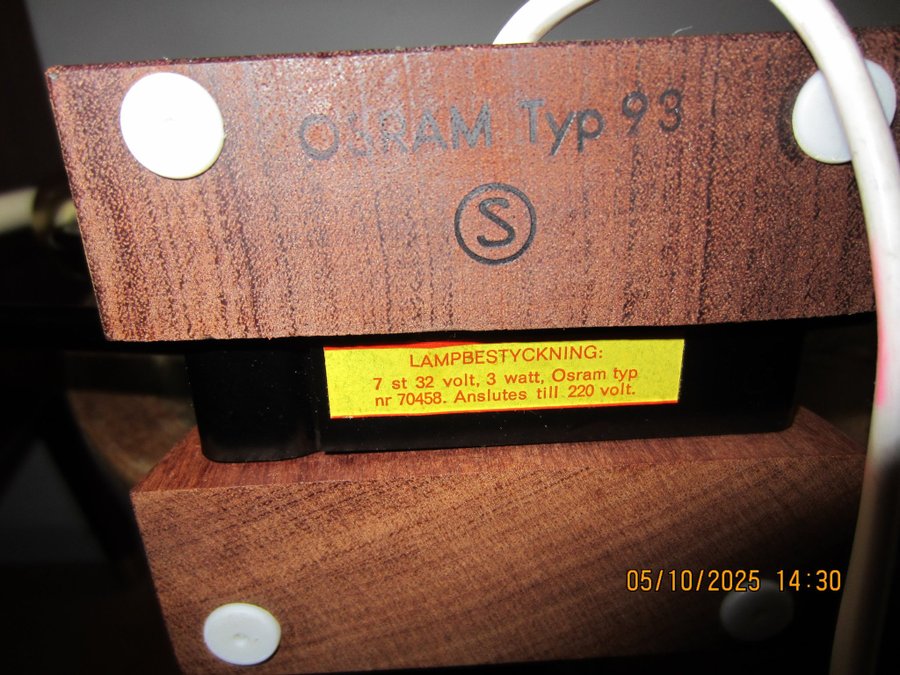 OSRAM Typ 93
S
LAMPBESTYCKNING:
7 st 32 volt, 3 watt, Osram typ
nr 70458. Anslutes till 220 volt.
05/10/2025 14:30